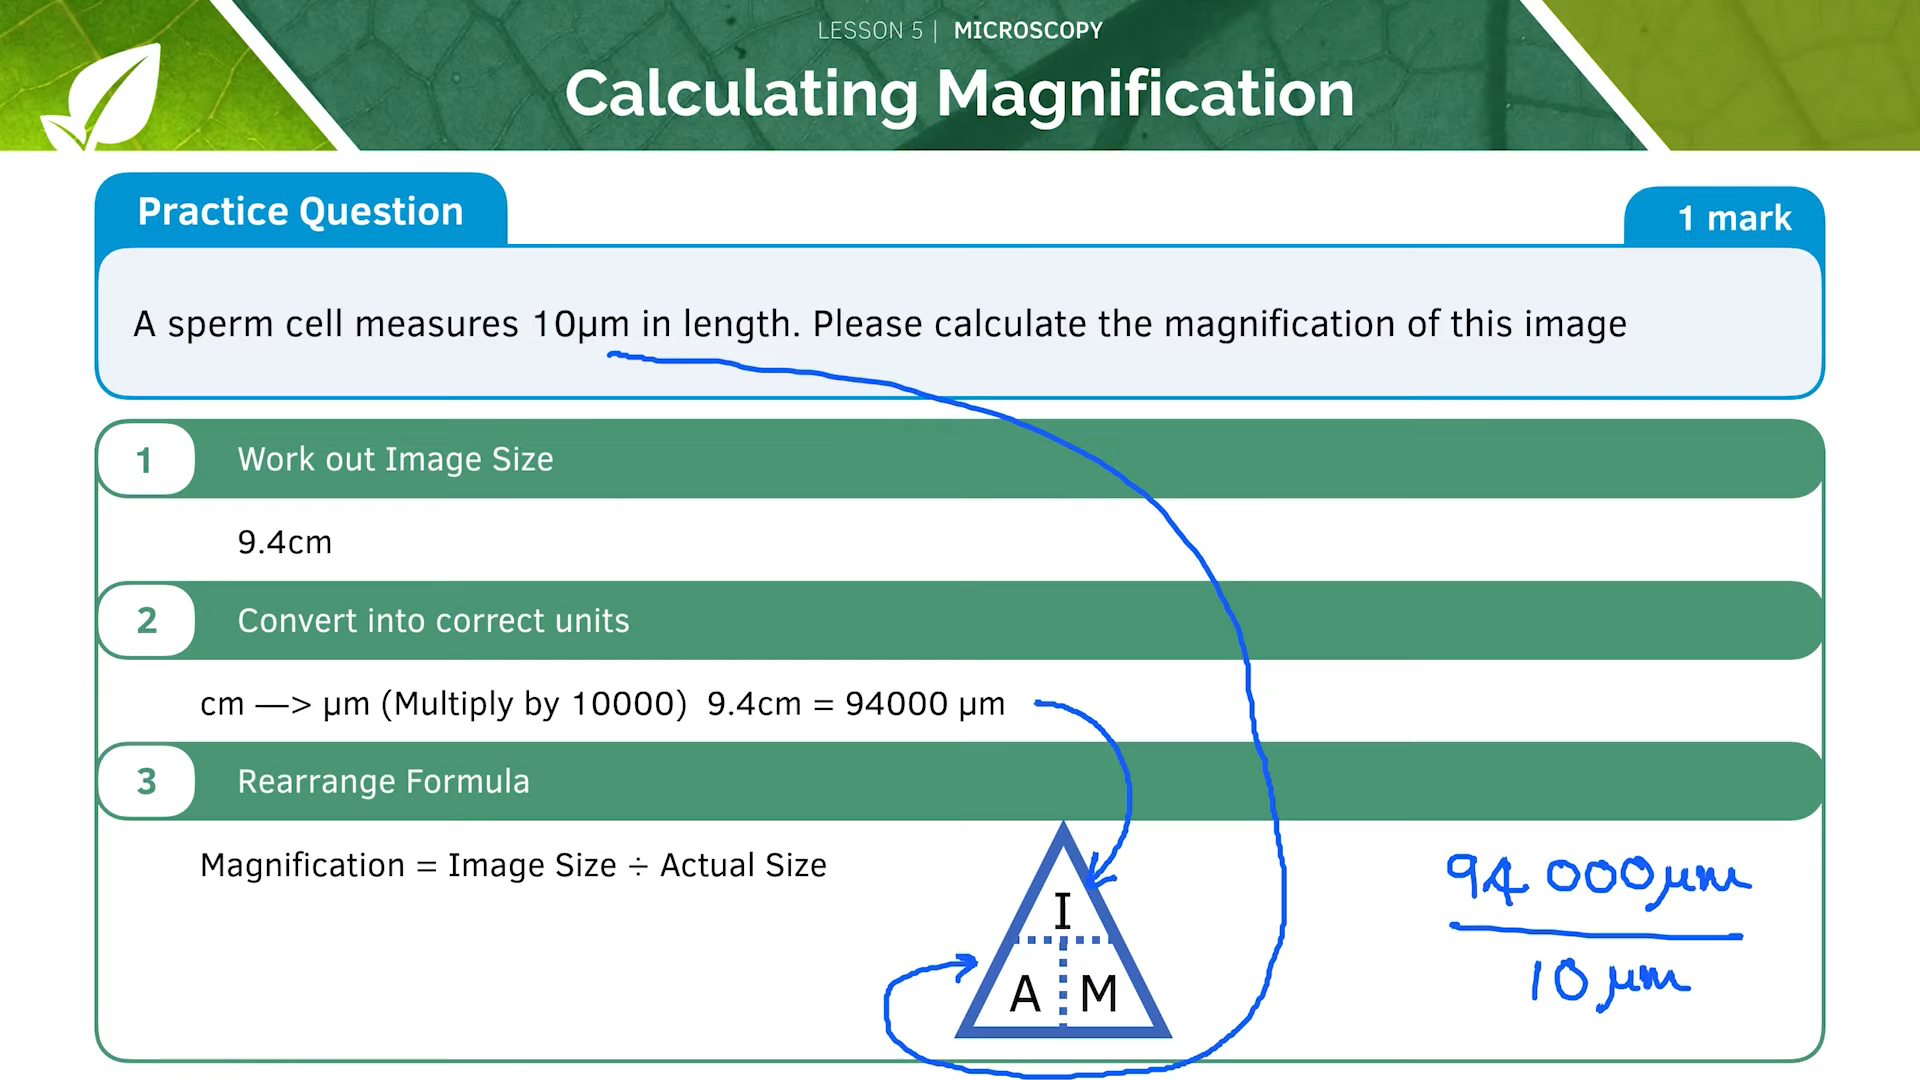 LESSON 5 | MICROSCOPY
Calculating Magnification
Practice Question
1 mark
A sperm cell measures 10µm in length. Please calculate the magnification of this image
1 Work out Image Size
9.4cm
2 Convert into correct units
cm —> µm (Multiply by 10000) 9.4cm = 94000 µm
3 Rearrange Formula
Magnification = Image Size ÷ Actual Size
I
A M
94 000µm
10 µm